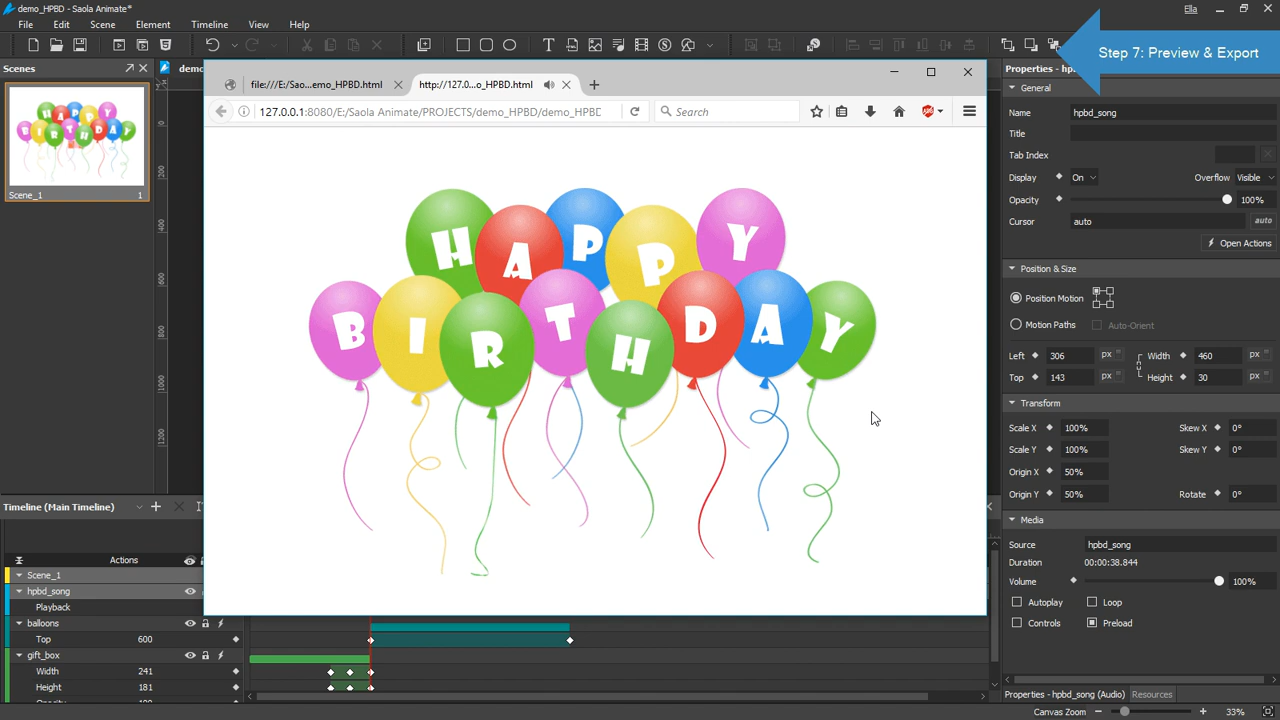 demo_HPBD - Saola Animate*
Ella
File Edit Scene Element Timeline View Help
Step 7: Preview & Export
Scenes
Scene_1 1
file:///E:/Sao...emo_HPBD.html
http://127.0...o_HPBD.html
127.0.0.1:8080/E:/Saola Animate/PROJECTS/demo_HPBD/demo_HPBD
Search
HAPPY
BIRTHDAY
General
Name hpbd_song
Title
Tab Index
Display On Overflow Visible
Opacity 100%
Cursor auto auto
Open Actions
Position & Size
Position Motion
Motion Paths Auto-Orient
Left 306 px Width 460 px
Top 143 px Height 30 px
Transform
Scale X 100% Skew X 0°
Scale Y 100% Skew Y 0°
Origin X 50%
Origin Y 50% Rotate 0°
Media
Source hpbd_song
Duration 00:00:38.844
Volume 100%
Autoplay Loop
Controls Preload
Properties - hpbd_song (Audio) Resources
Timeline (Main Timeline)
Actions
Scene_1
hpbd_song
Playback
balloons
Top 600
gift_box
Width 241
Height 181
Canvas Zoom 33%